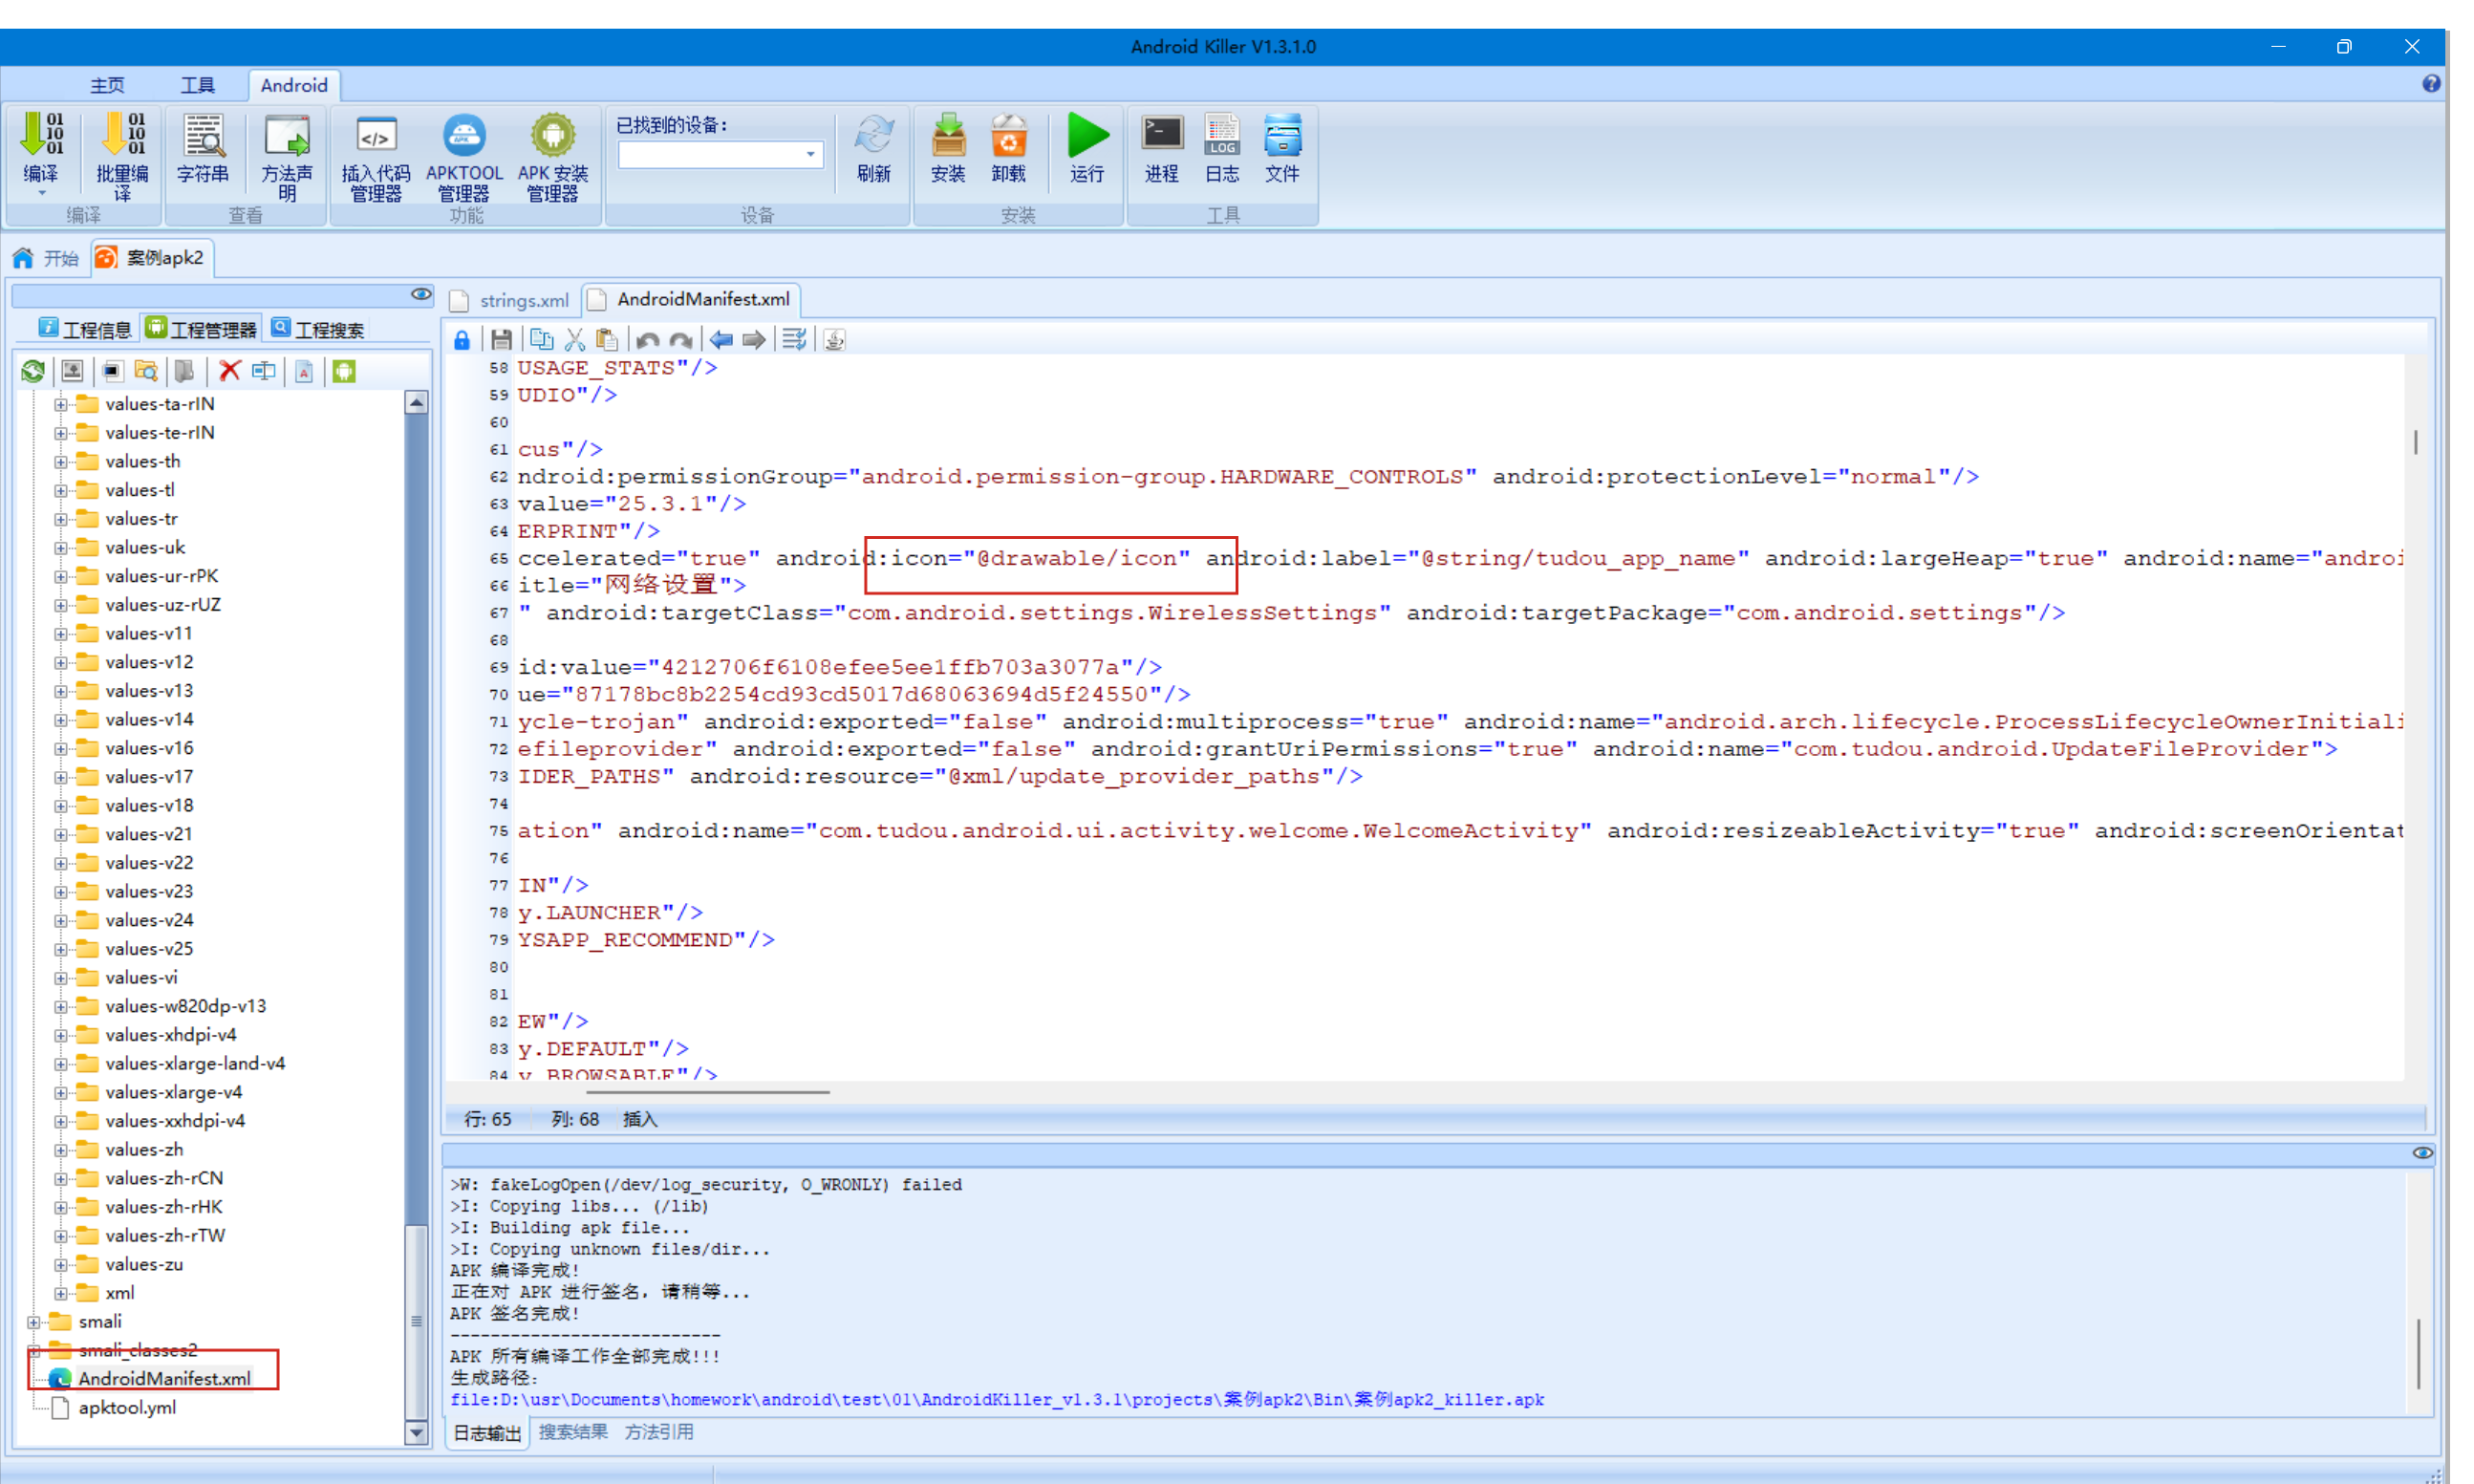 Android Killer V1.3.1.0
主页 工具 Android
已找到的设备:
编译 批量编译 字符串 方法声明 插入代码管理器 APKTOOL 管理器 APK 安装管理器 刷新 安装 卸载 运行 进程 日志 文件
编译 查看 功能 设备 安装 工具
开始 案例apk2
strings.xml AndroidManifest.xml
工程信息 工程管理器 工程搜索
values-ta-rIN
values-te-rIN
values-th
values-tl
values-tr
values-uk
values-ur-rPK
values-uz-rUZ
values-v11
values-v12
values-v13
values-v14
values-v16
values-v17
values-v18
values-v21
values-v22
values-v23
values-v24
values-v25
values-vi
values-w820dp-v13
values-xhdpi-v4
values-xlarge-land-v4
values-xlarge-v4
values-xxhdpi-v4
values-zh
values-zh-rCN
values-zh-rHK
values-zh-rTW
values-zu
xml
smali
smali_classes2
AndroidManifest.xml
apktool.yml
58 USAGE_STATS"/>
59 UDIO"/>
60
61 cus"/>
62 ndroid:permissionGroup="android.permission-group.HARDWARE_CONTROLS" android:protectionLevel="normal"/>
63 value="25.3.1"/>
64 ERPRINT"/>
65 ccelerated="true" android:icon="@drawable/icon" android:label="@string/tudou_app_name" android:largeHeap="true" android:name="androi
66 itle="网络设置">
67 " android:targetClass="com.android.settings.WirelessSettings" android:targetPackage="com.android.settings"/>
68
69 id:value="4212706f6108efee5ee1ffb703a3077a"/>
70 ue="87178bc8b2254cd93cd5017d68063694d5f24550"/>
71 ycle-trojan" android:exported="false" android:multiprocess="true" android:name="android.arch.lifecycle.ProcessLifecycleOwnerInitiali
72 efileprovider" android:exported="false" android:grantUriPermissions="true" android:name="com.tudou.android.UpdateFileProvider">
73 IDER_PATHS" android:resource="@xml/update_provider_paths"/>
74
75 ation" android:name="com.tudou.android.ui.activity.welcome.WelcomeActivity" android:resizeableActivity="true" android:screenOrientat
76
77 IN"/>
78 y.LAUNCHER"/>
79 YSAPP_RECOMMEND"/>
80
81
82 EW"/>
83 y.DEFAULT"/>
84 y.BROWSABLE"/>
行: 65 列: 68 插入
>W: fakeLogOpen(/dev/log_security, O_WRONLY) failed
>I: Copying libs... (/lib)
>I: Building apk file...
>I: Copying unknown files/dir...
APK 编译完成!
正在对 APK 进行签名，请稍等...
APK 签名完成!
---------------------------
APK 所有编译工作全部完成!!!
生成路径:
file:D:\usr\Documents\homework\android\test\01\AndroidKiller_v1.3.1\projects\案例apk2\Bin\案例apk2_killer.apk
日志输出 搜索结果 方法引用